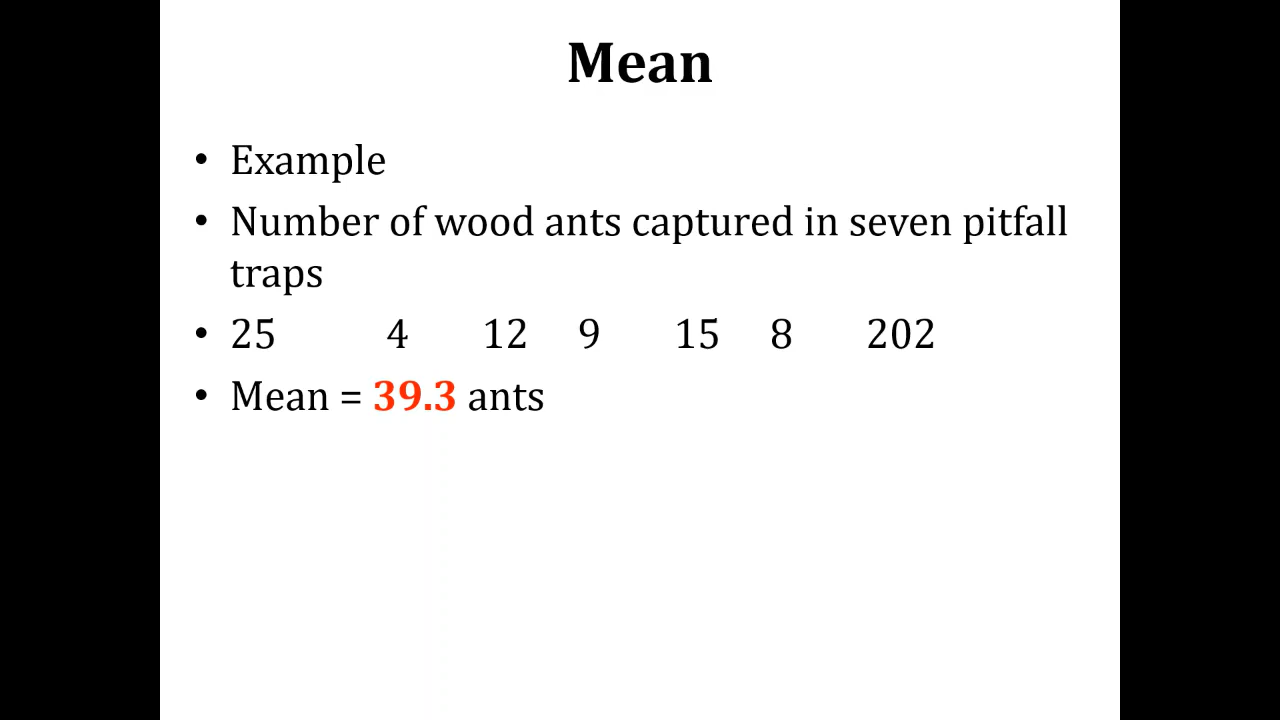 Mean
• Example
• Number of wood ants captured in seven pitfall
traps
• 25 4 12 9 15 8 202
• Mean = 39.3 ants